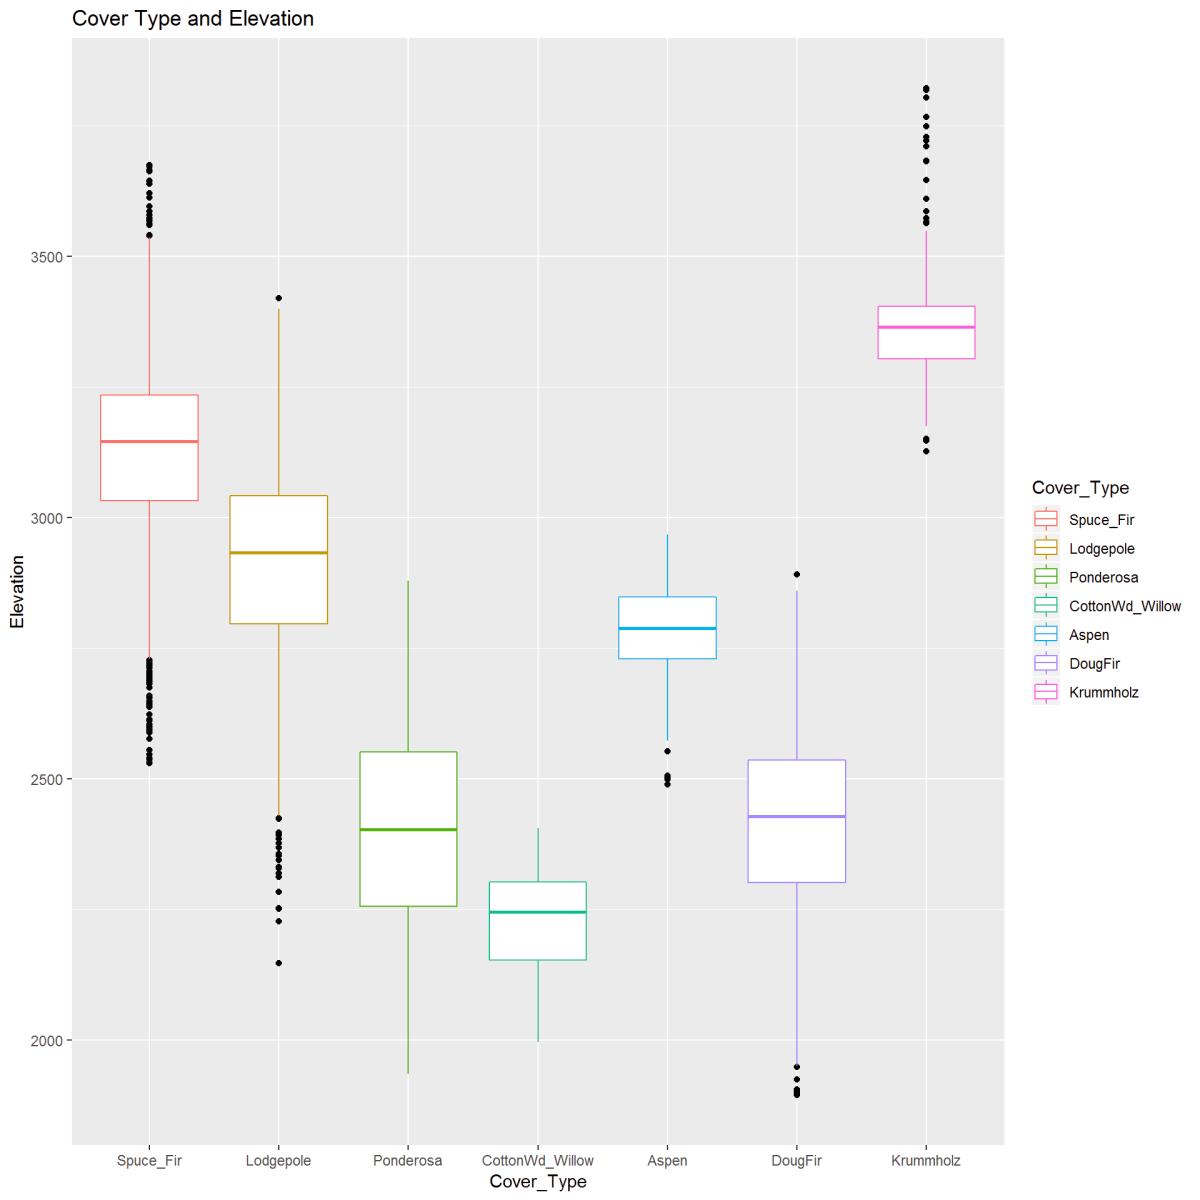 Cover Type and Elevation
3500
3000
2500
2000
Elevation
Spuce_Fir
Lodgepole
Ponderosa
CottonWd_Willow
Aspen
DougFir
Krummholz
Cover_Type
Cover_Type
Spuce_Fir
Lodgepole
Ponderosa
CottonWd_Willow
Aspen
DougFir
Krummholz